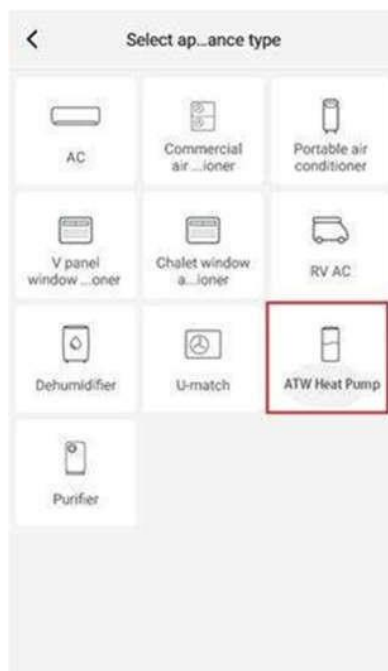 Select ap...ance type
AC
Commercial
air ...ioner
Portable air
conditioner
V panel
window ...oner
Chalet window
a...ioner
RV AC
Dehumidifier
U-match
ATW Heat Pump
Purifier